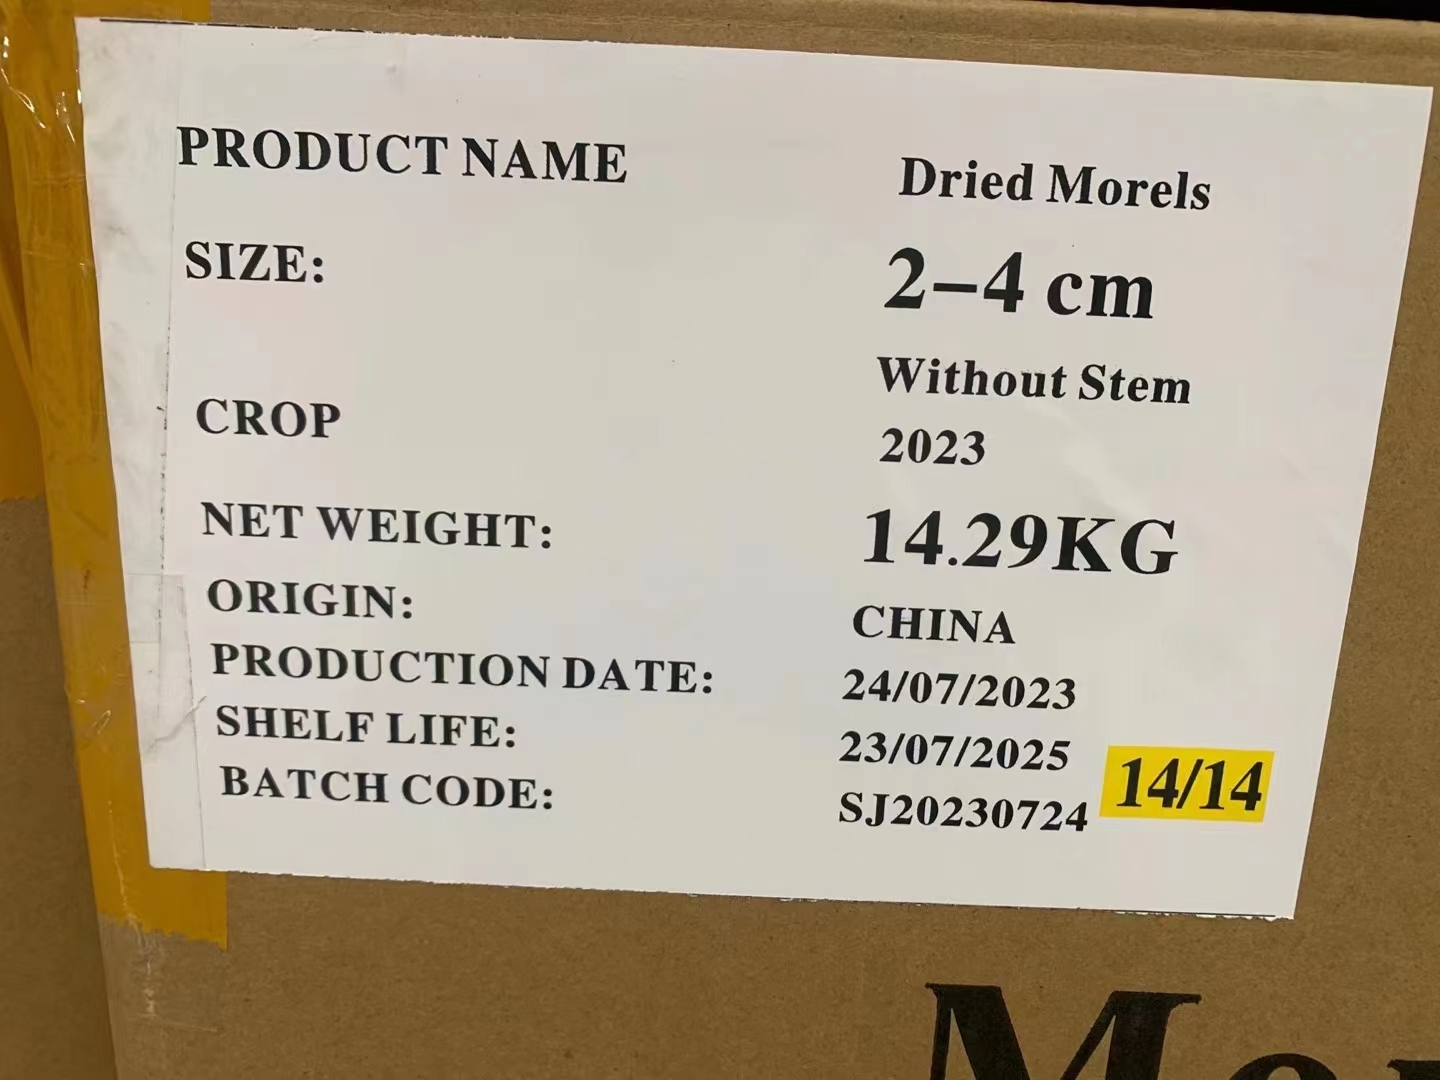 PRODUCT NAME Dried Morels
SIZE: 2-4 cm
Without Stem
CROP 2023
NET WEIGHT: 14.29KG
ORIGIN: CHINA
PRODUCTION DATE: 24/07/2023
SHELF LIFE: 23/07/2025
BATCH CODE: SJ20230724 14/14